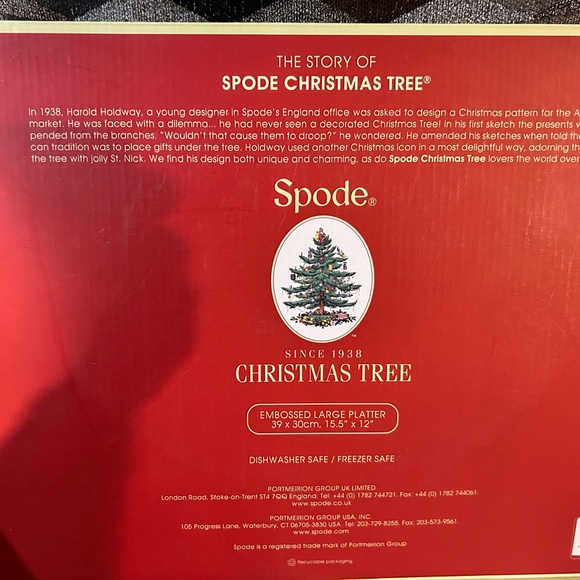 THE STORY OF
SPODE CHRISTMAS TREE®
In 1938, Harold Holdway, a young designer in Spode's England office was asked to design a Christmas pattern for the A
market. He was faced with a dilemma... he had never seen a decorated Christmas Tree! In his first sketch the presents w
pended from the branches. "Wouldn't that cause them to droop?" he wondered. He amended his sketches when told th
can tradition was to place gifts under the tree. Holdway used another Christmas icon in a most delightful way, adorning th
the tree with jolly St. Nick. We find his design both unique and charming, as do Spode Christmas Tree lovers the world over
Spode®
™
SINCE 1938
CHRISTMAS TREE
EMBOSSED LARGE PLATTER
39 x 30cm, 15.5" x 12"
DISHWASHER SAFE / FREEZER SAFE
PORTMEIRION GROUP UK LIMITED
London Road, Stoke-on-Trent ST4 7QQ England. Tel: +44 (0) 1782 744721. Fax: +44 (0) 1782 744061.
www.spode.co.uk
PORTMEIRION GROUP USA, INC.
105 Progress Lane, Waterbury, CT 06705-3830 USA. Tel: 203-729-8255. Fax: 203-573-9561.
www.spode.com
Spode is a registered trade mark of Portmeirion Group
Recyclable packaging